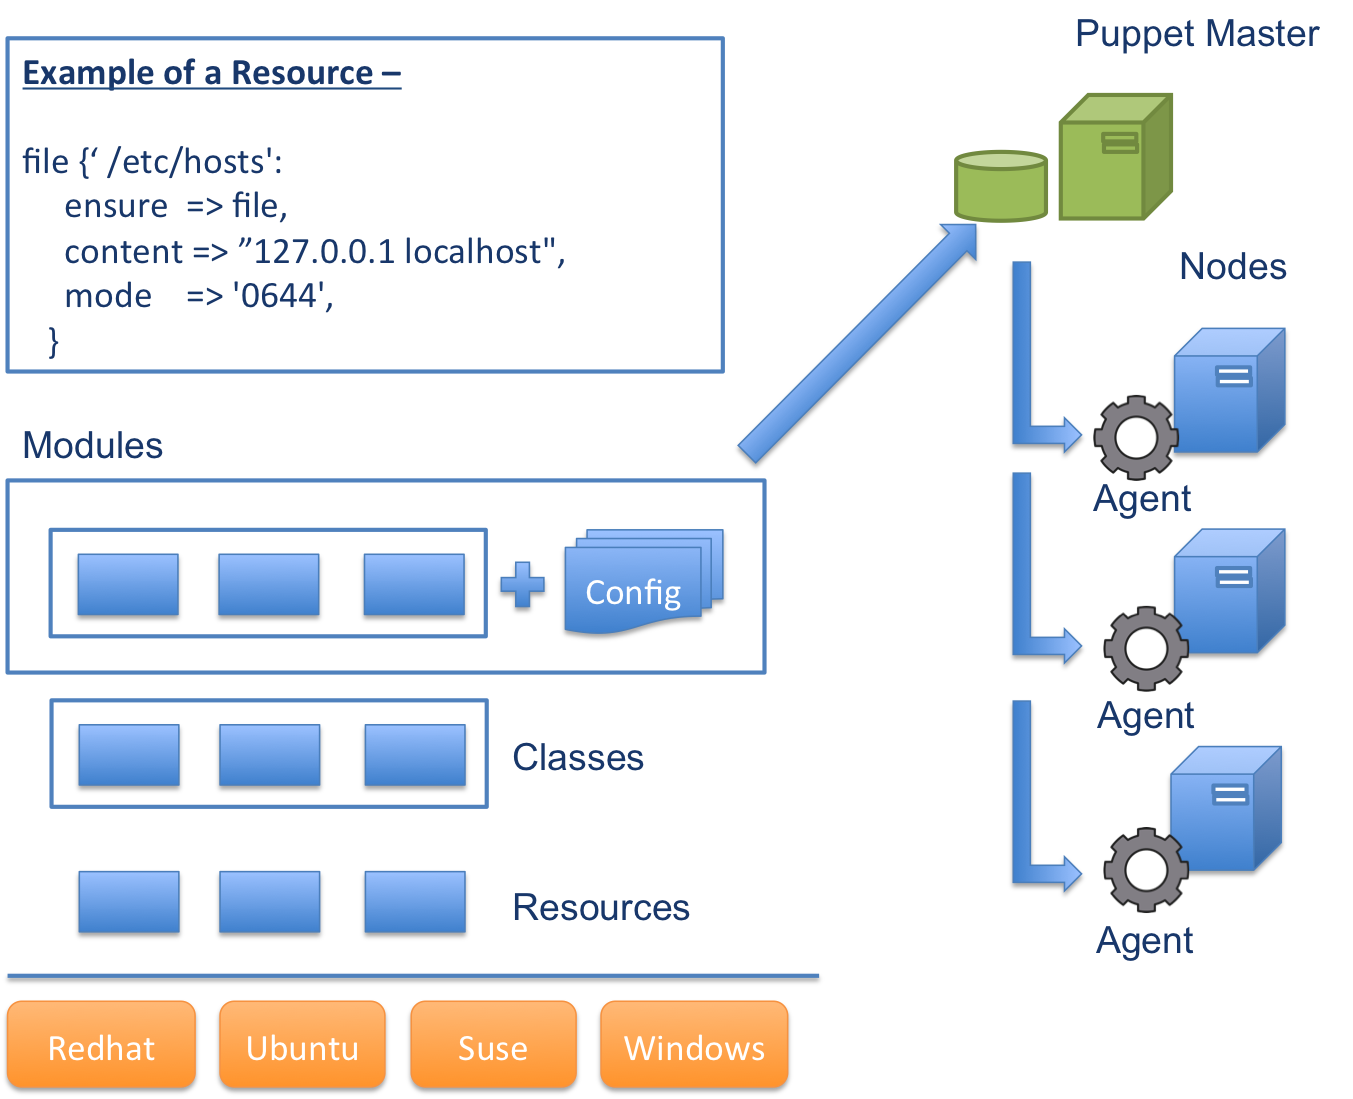 Puppet Master
Example of a Resource –
file {‘ /etc/hosts':
ensure => file,
content => ”127.0.0.1 localhost",
mode => '0644',
}
Nodes
Modules
Agent
Config
Agent
Classes
Resources
Agent
Redhat
Ubuntu
Suse
Windows